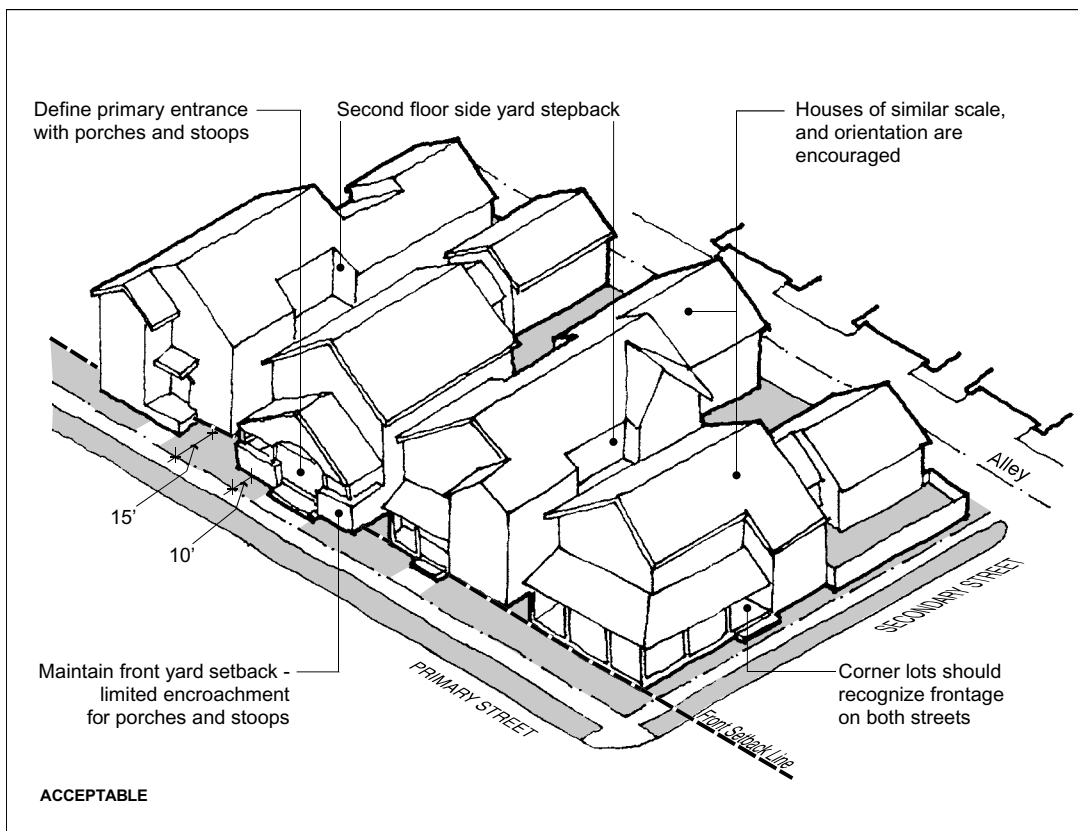 Define primary entrance
with porches and stoops
Second floor side yard stepback
Houses of similar scale,
and orientation are
encouraged
Alley
15’
10’
SECONDARY STREET
Maintain front yard setback -
limited encroachment
for porches and stoops
PRIMARY STREET
Corner lots should
recognize frontage
on both streets
Front Setback Line
ACCEPTABLE